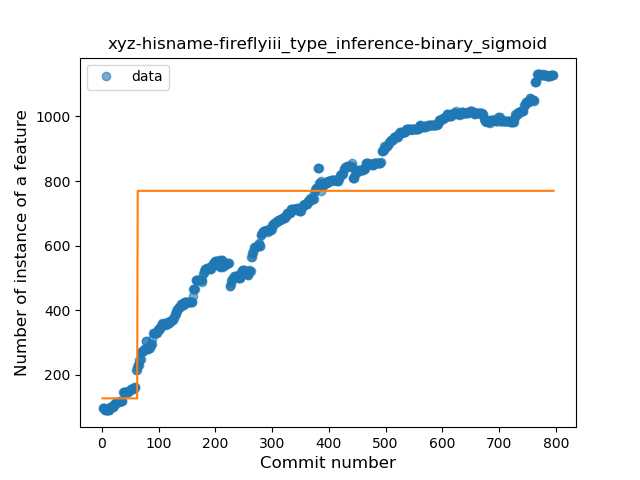 xyz-hisname-fireflyiii_type_inference-binary_sigmoid
data
Number of instance of a feature
1000
800
600
400
200
0 100 200 300 400 500 600 700 800
Commit number